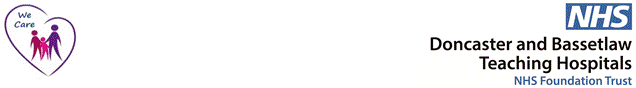 We
Care
NHS
Doncaster and Bassetlaw
Teaching Hospitals
NHS Foundation Trust